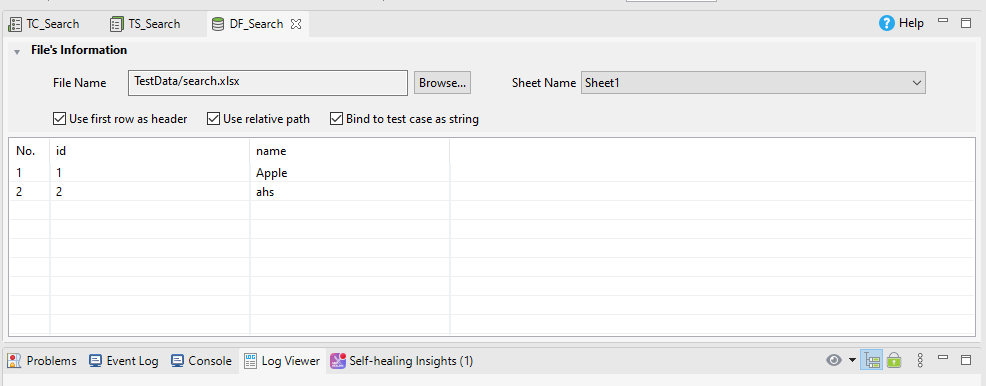 TC_Search TS_Search DF_Search Help
File's Information
File Name TestData/search.xlsx Browse... Sheet Name Sheet1
Use first row as header Use relative path Bind to test case as string
No. id name
1 1 Apple
2 2 ahs
Problems Event Log Console Log Viewer Self-healing Insights (1)